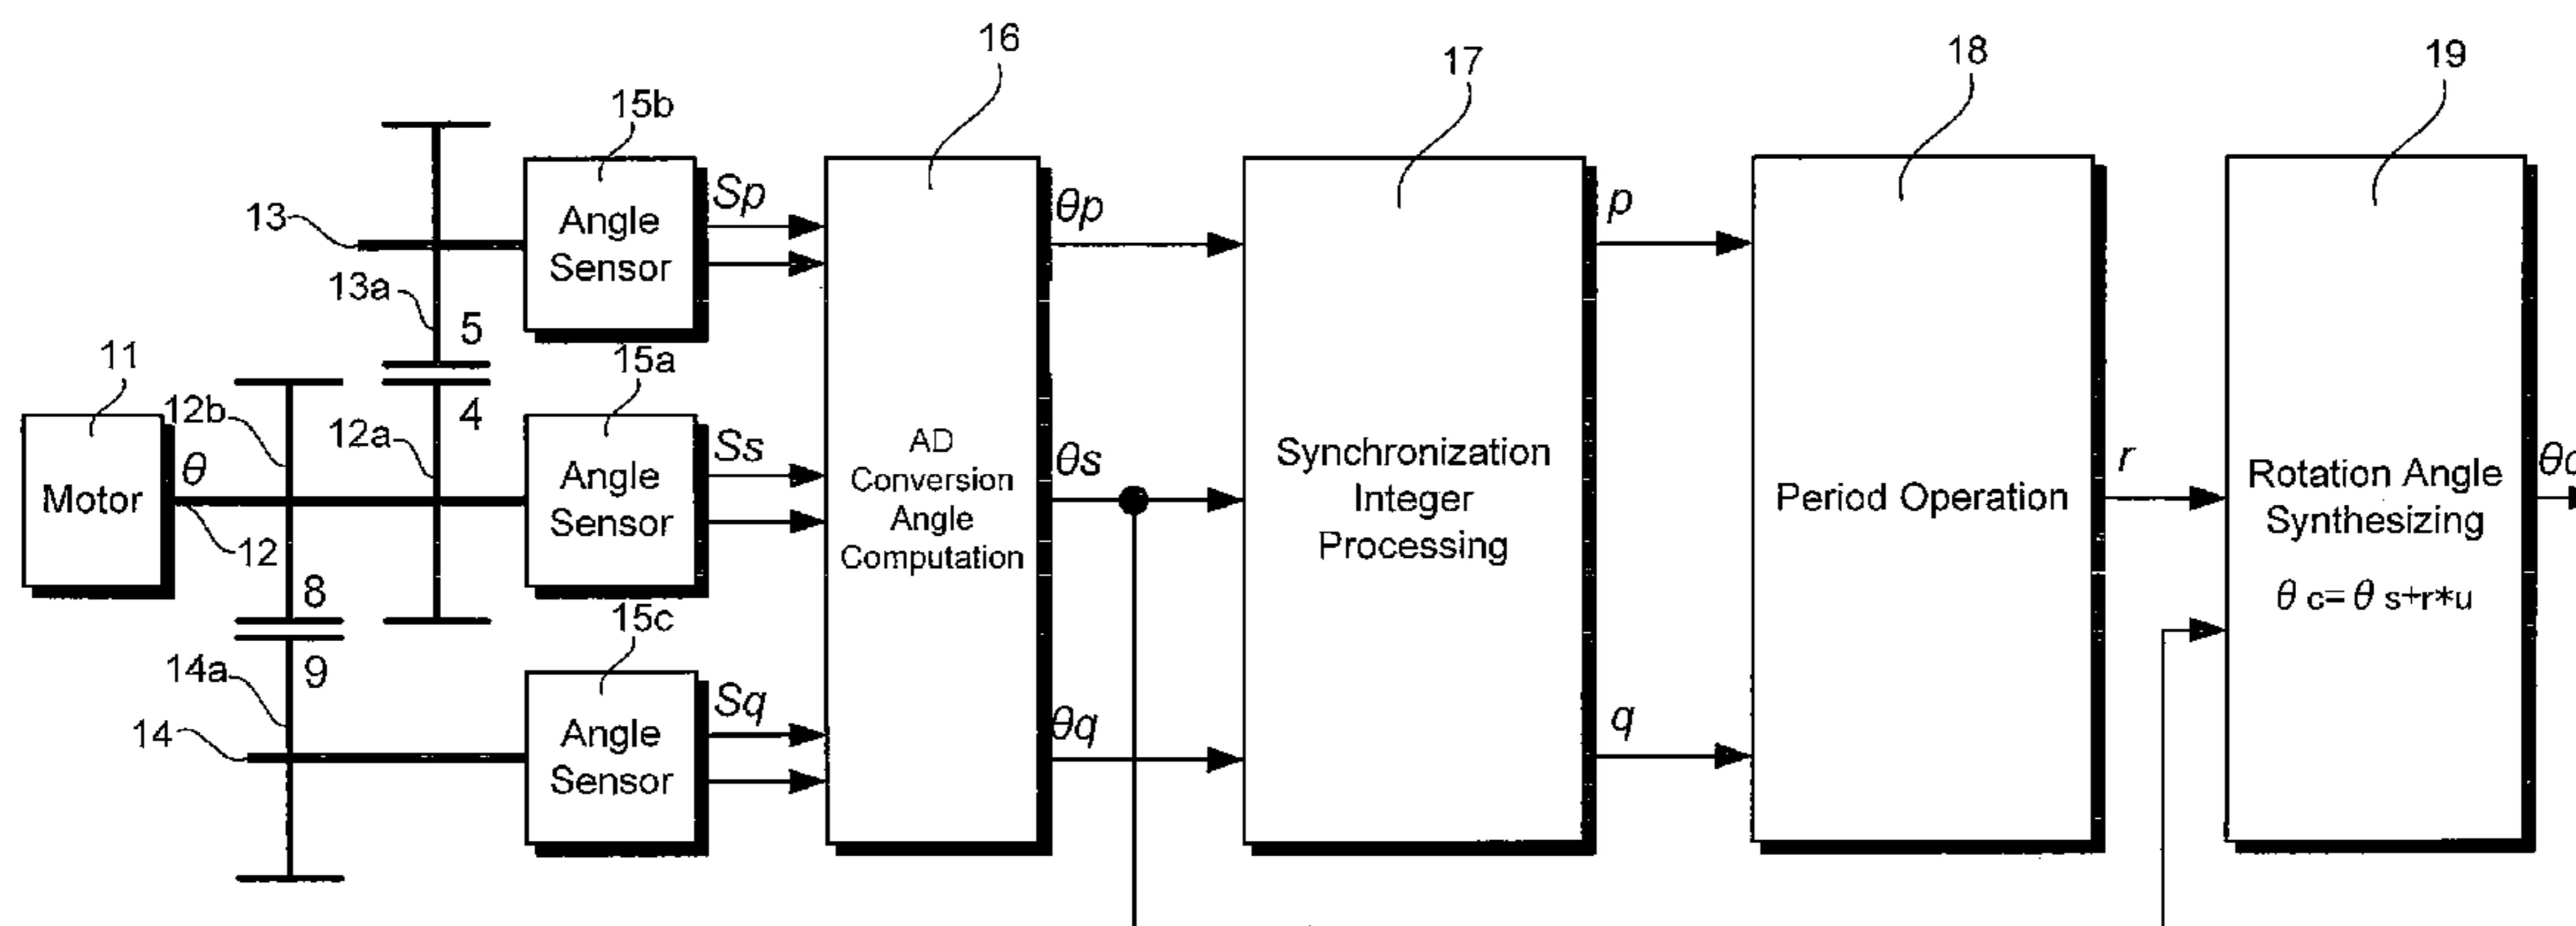 16
17
18
19
15b
Sp
θp
p
13
Angle
Sensor
13a
5
11
15a
12b
4
12a
Ss
θs
AD
Conversion
Angle
Computation
Synchronization
Integer
Processing
Period Operation
r
Rotation Angle
Synthesizing
θ c= θ s+r*u
θc
Motor
θ
Angle
Sensor
12
8
15c
9
14a
Sq
θq
q
14
Angle
Sensor